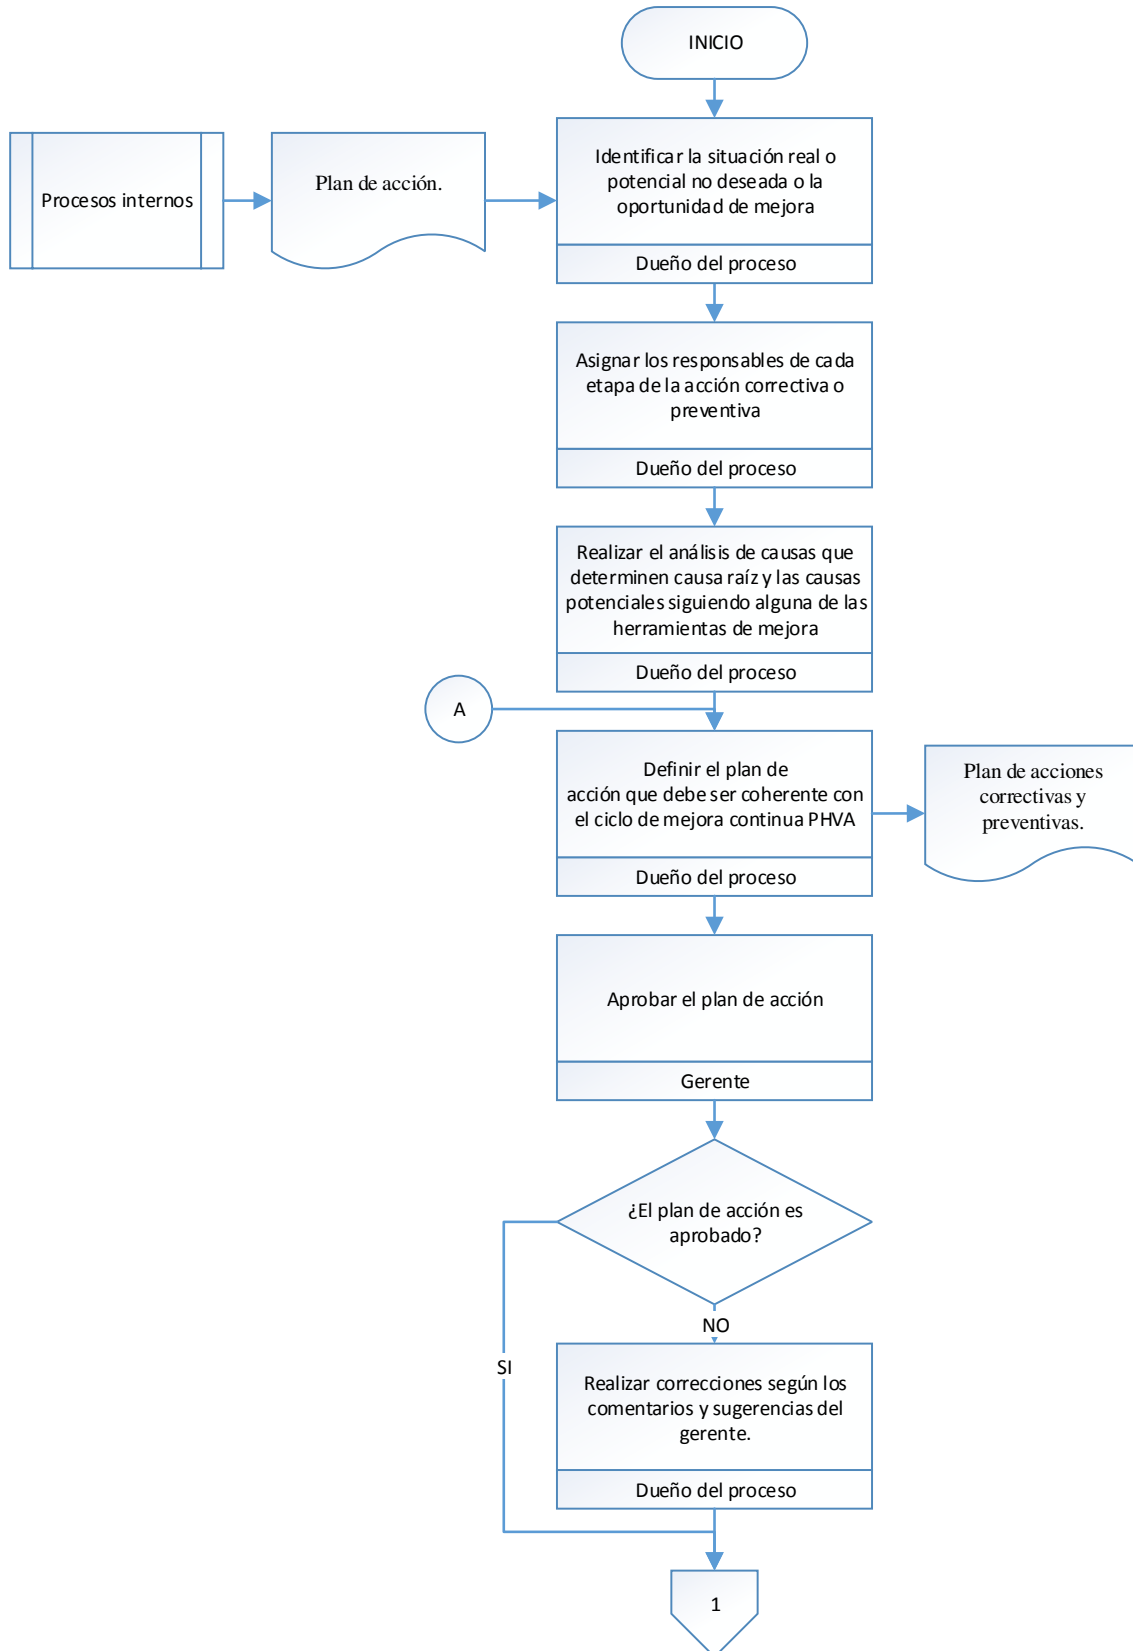 INICIO
Procesos internos
Plan de acción.
Identificar la situación real o
potencial no deseada o la
oportunidad de mejora
Dueño del proceso
Asignar los responsables de cada
etapa de la acción correctiva o
preventiva
Dueño del proceso
Realizar el análisis de causas que
determinen causa raíz y las causas
potenciales siguiendo alguna de las
herramientas de mejora
Dueño del proceso
A
Definir el plan de
acción que debe ser coherente con
el ciclo de mejora continua PHVA
Dueño del proceso
Plan de acciones
correctivas y
preventivas.
Aprobar el plan de acción
Gerente
¿El plan de acción es
aprobado?
NO
SI
Realizar correcciones según los
comentarios y sugerencias del
gerente.
Dueño del proceso
1